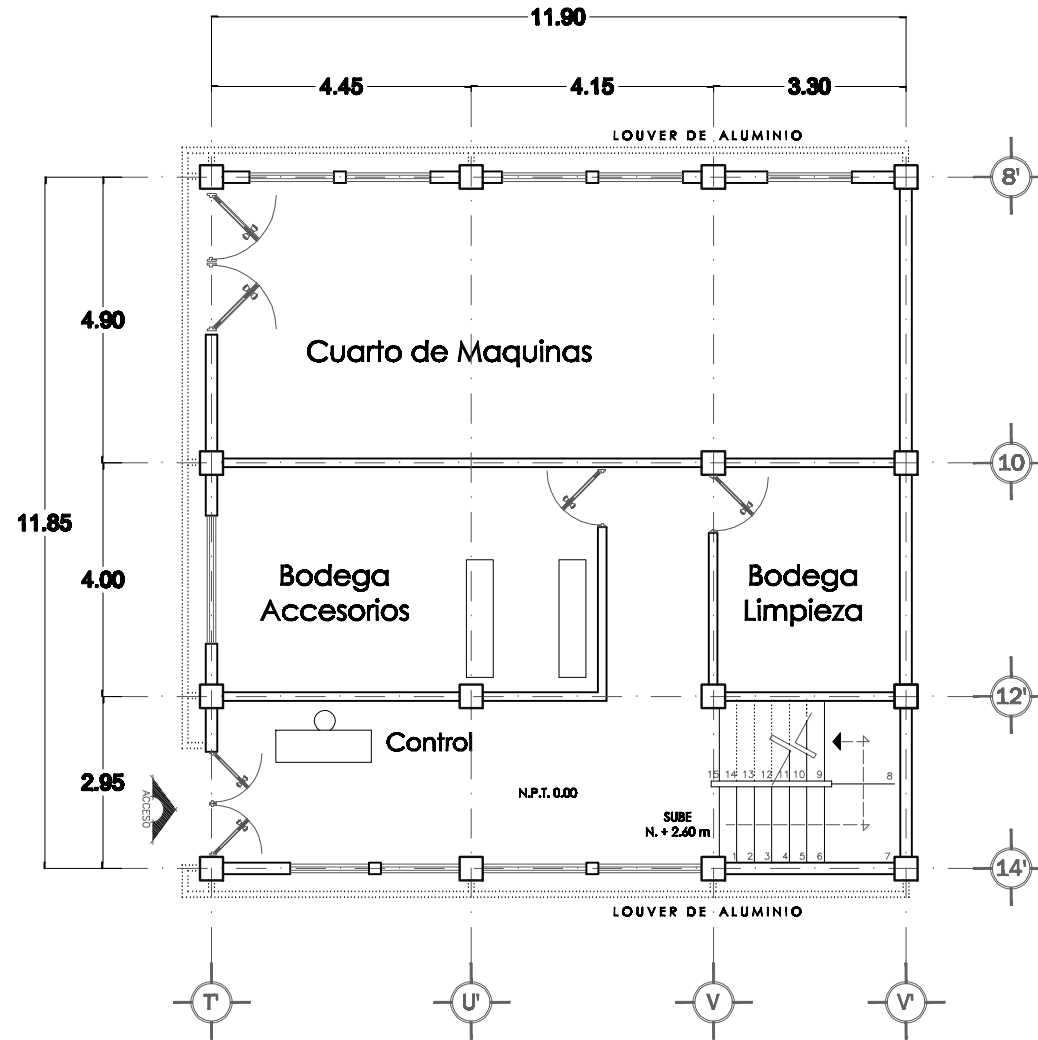 11.90
4.45
4.15
3.30
LOUVER DE ALUMINIO
8'
4.90
Cuarto de Maquinas
10
11.85
4.00
Bodega
Accesorios
Bodega
Limpieza
12'
Control
2.95
ACCESO
N.P.T. 0.00
SUBE
N. + 2.60 m
15 14 13 12 11 10 9
8
1 2 3 4 5 6 7
14'
LOUVER DE ALUMINIO
T'
U'
V
V'